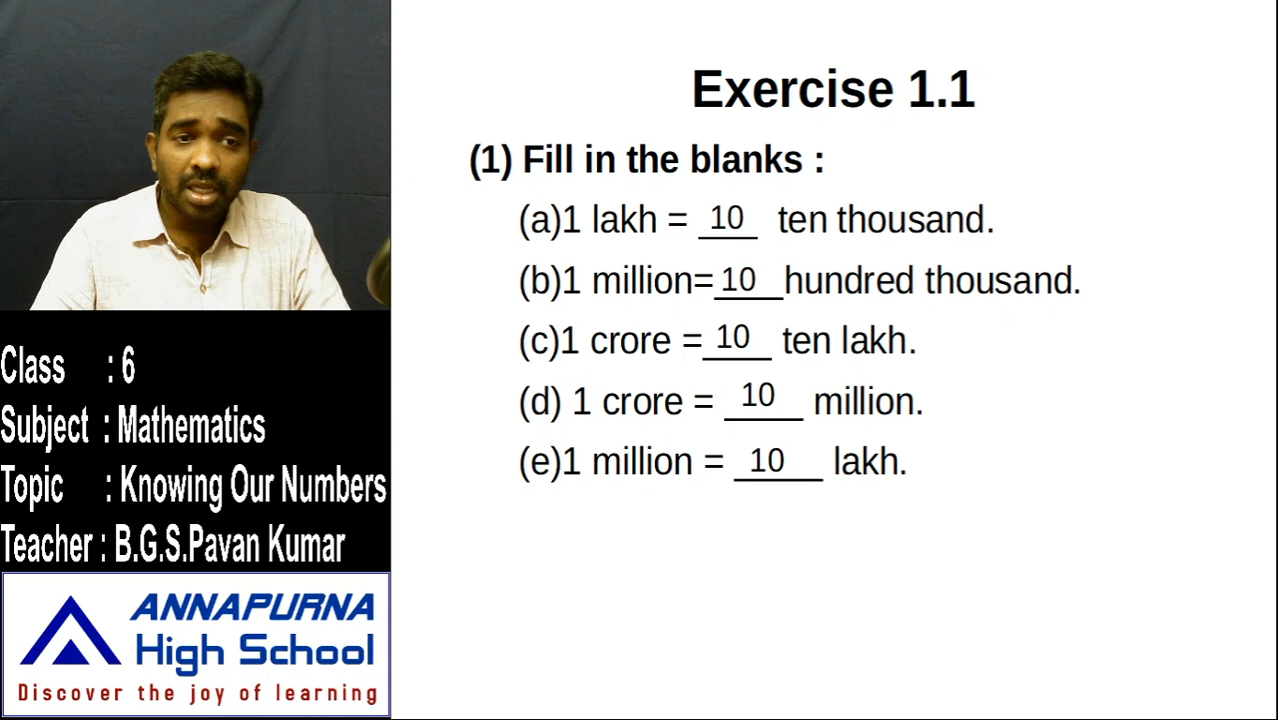 Exercise 1.1
(1) Fill in the blanks :
(a)1 lakh = 10 ten thousand.
(b)1 million=10 hundred thousand.
(c)1 crore = 10 ten lakh.
(d) 1 crore = 10 million.
(e)1 million = 10 lakh.
Class : 6
Subject : Mathematics
Topic : Knowing Our Numbers
Teacher : B.G.S.Pavan Kumar
ANNAPURNA
High School
Discover the joy of learning